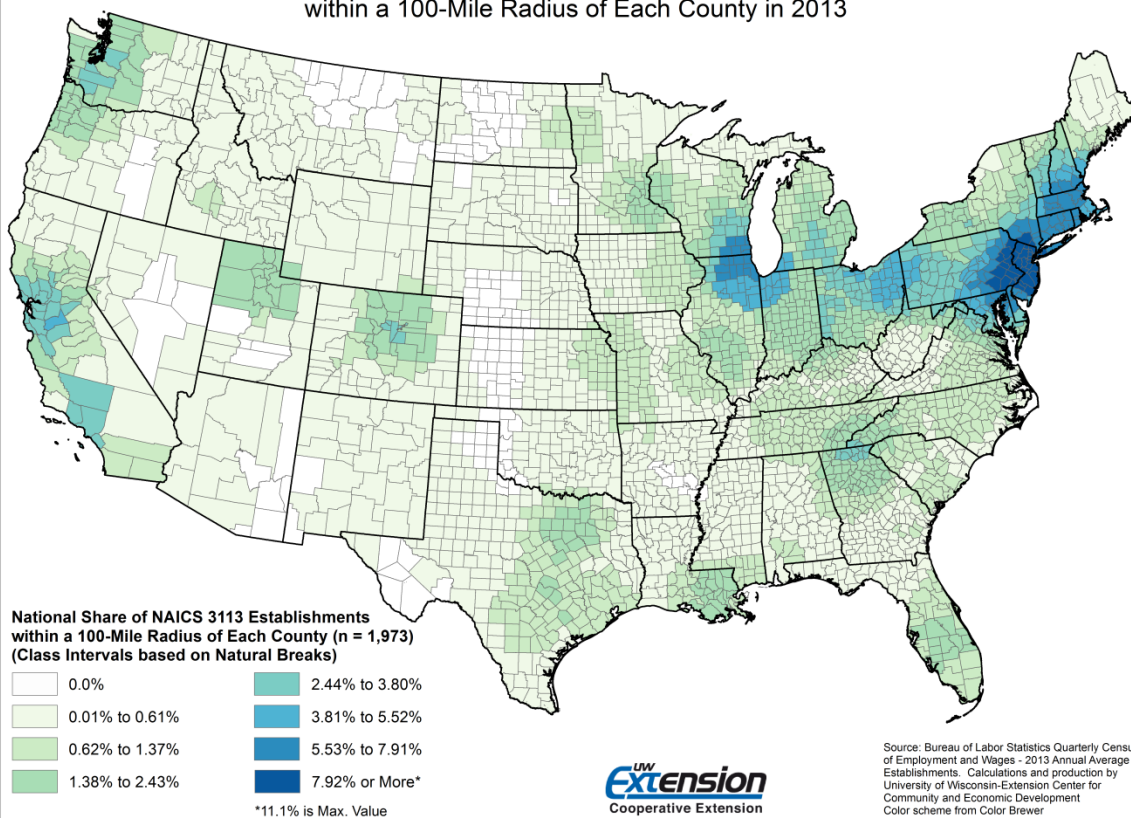 within a 100-Mile Radius of Each County in 2013
National Share of NAICS 3113 Establishments
within a 100-Mile Radius of Each County (n = 1,973)
(Class Intervals based on Natural Breaks)
0.0%
0.01% to 0.61%
0.62% to 1.37%
1.38% to 2.43%
2.44% to 3.80%
3.81% to 5.52%
5.53% to 7.91%
7.92% or More*
*11.1% is Max. Value
UW
Extension
Cooperative Extension
Source: Bureau of Labor Statistics Quarterly Censu
of Employment and Wages - 2013 Annual Average
Establishments. Calculations and production by
University of Wisconsin-Extension Center for
Community and Economic Development
Color scheme from Color Brewer